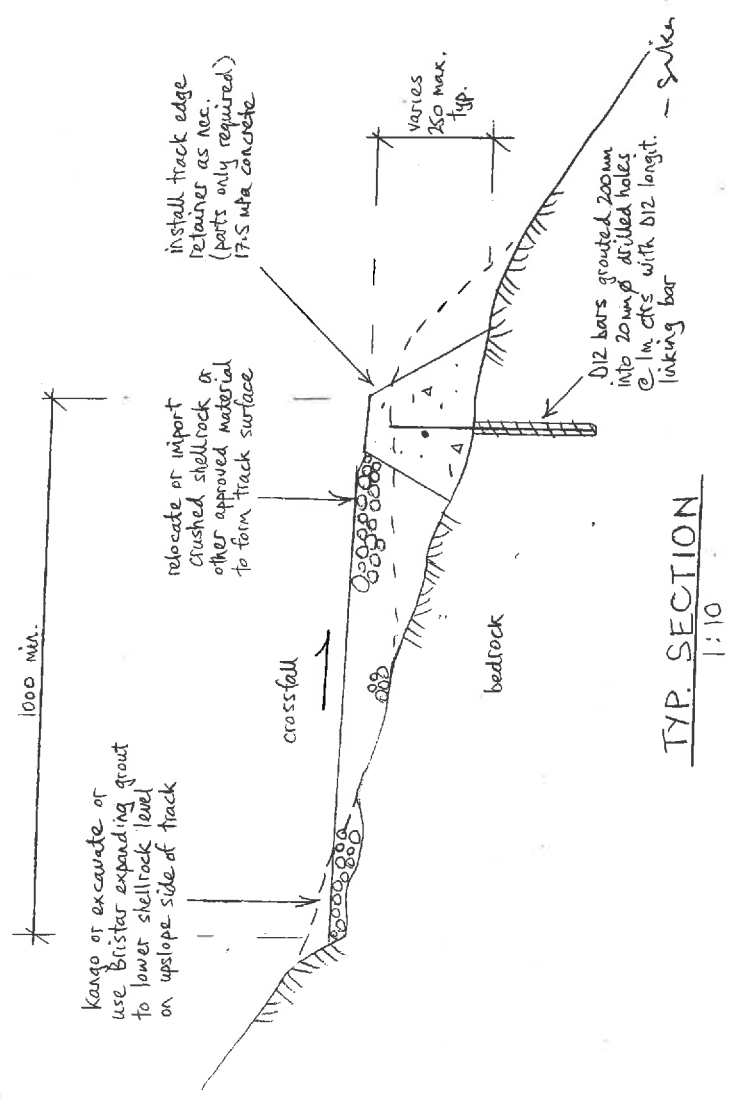 1000 min.
Kango or excavate or
use Bristar expanding grout
to lower shellrock level
on upslope side of track
relocate or import
crushed shellrock or
other approved material
to form track surface
install track edge
retainer as nec.
(parts only required)
17.5 MPa concrete
varies
250 max.
typ.
crossfall
bedrock
D12 bars grouted 200mm
into 20mm ø drilled holes
@ 1m ctrs with D12 longit.
linking bar
TYP. SECTION
1:10